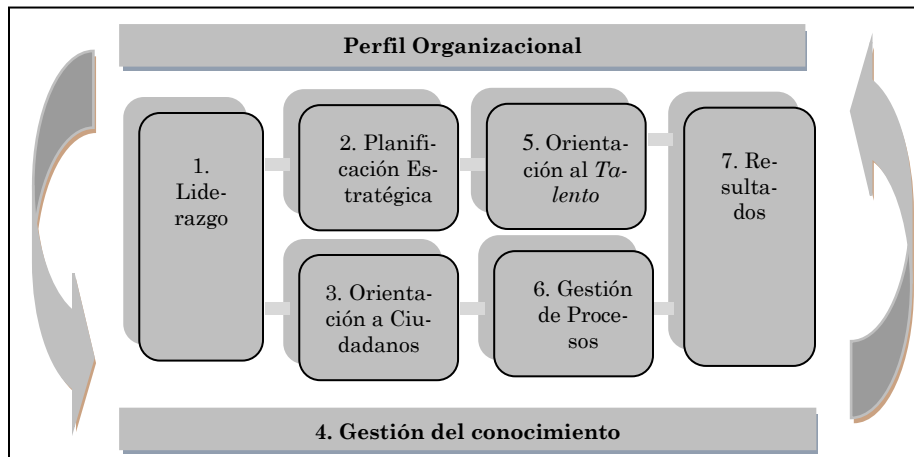 Perfil Organizacional
1.
Lide-
razgo
2. Planifi-
cación Es-
tratégica
3. Orienta-
ción a Ciu-
dadanos
5. Orienta-
ción al Ta-
lento
6. Gestión
de Proce-
sos
7. Re-
sulta-
dos
4. Gestión del conocimiento